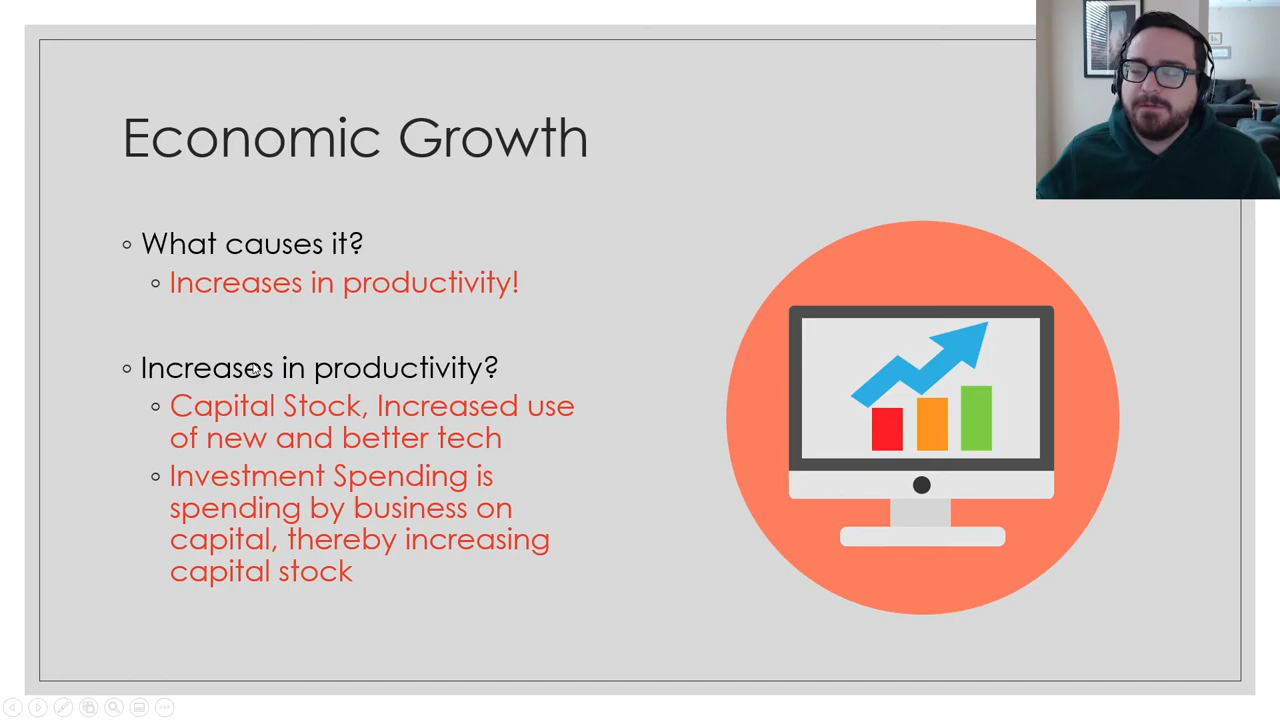 Economic Growth
What causes it?
Increases in productivity!
Increases in productivity?
Capital Stock, Increased use
of new and better tech
Investment Spending is
spending by business on
capital, thereby increasing
capital stock